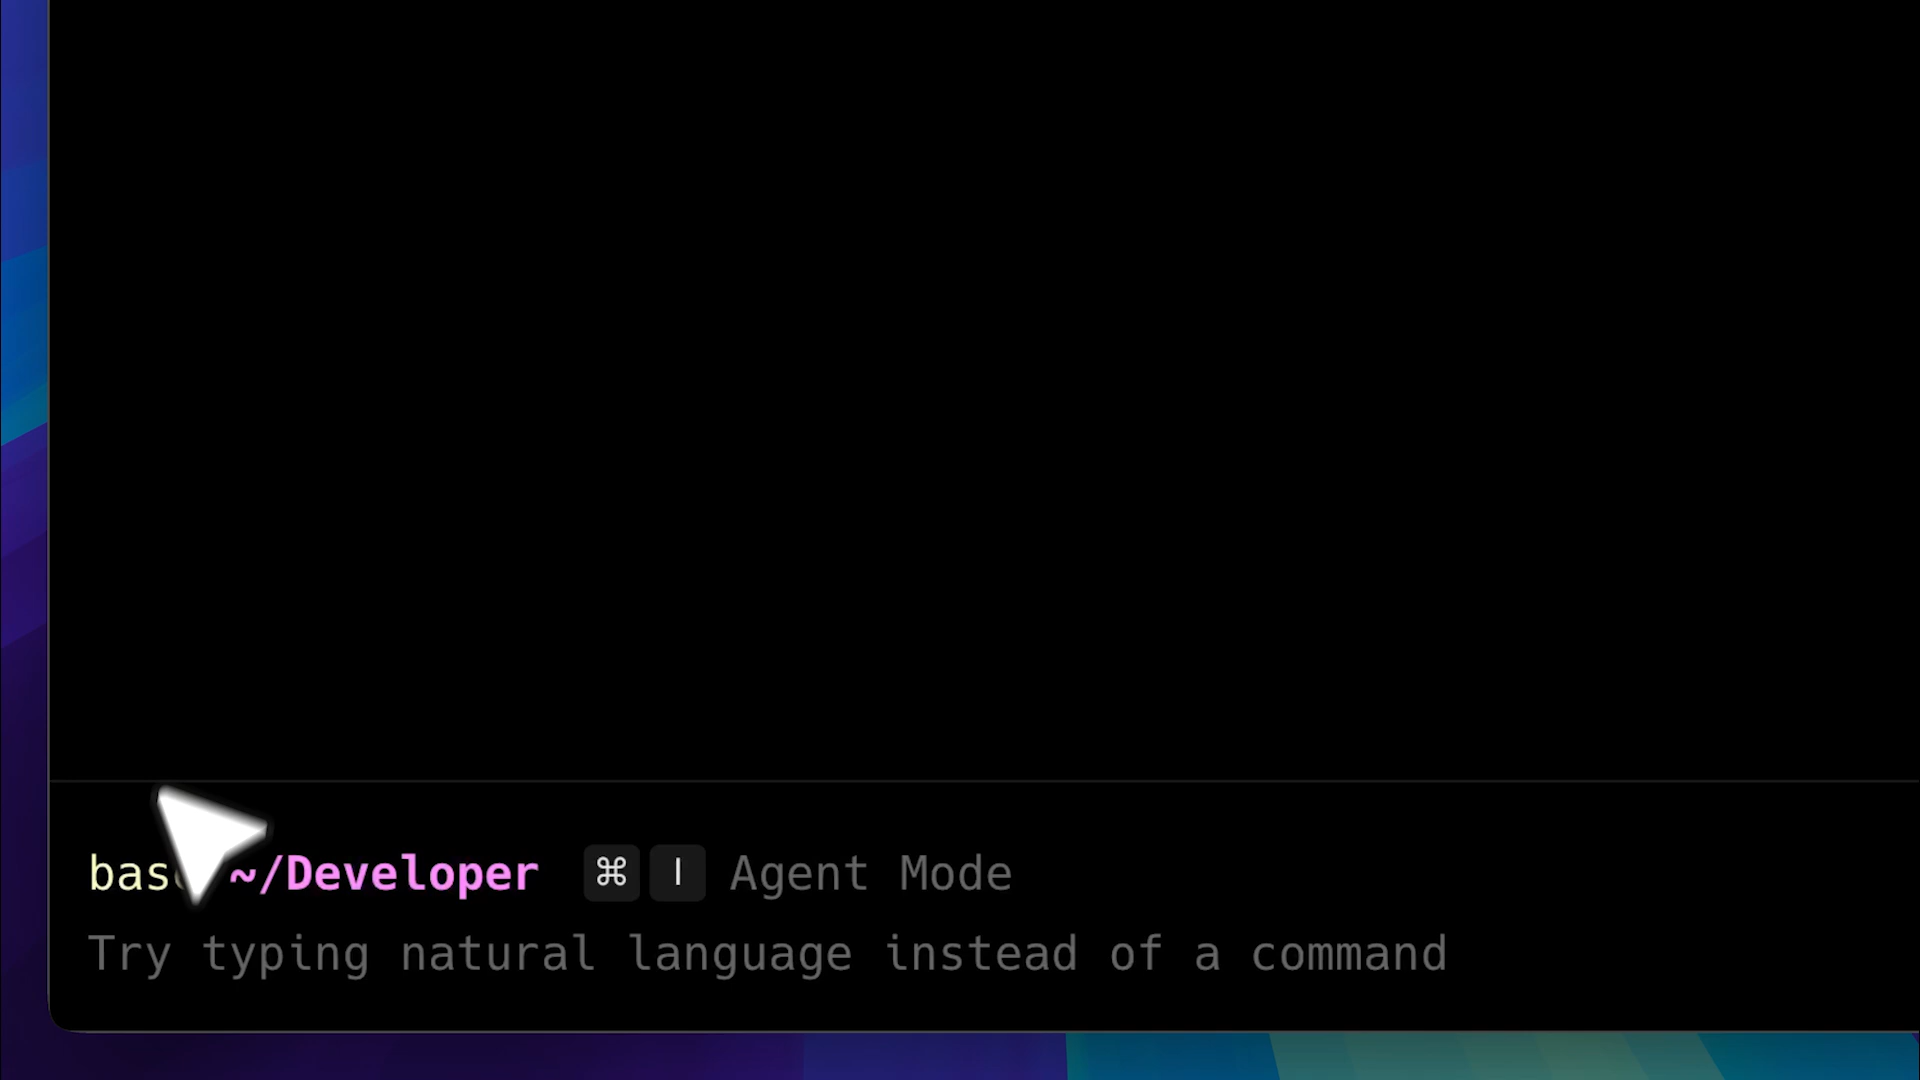 ~/Developer ⌘ I Agent Mode
Try typing natural language instead of a command